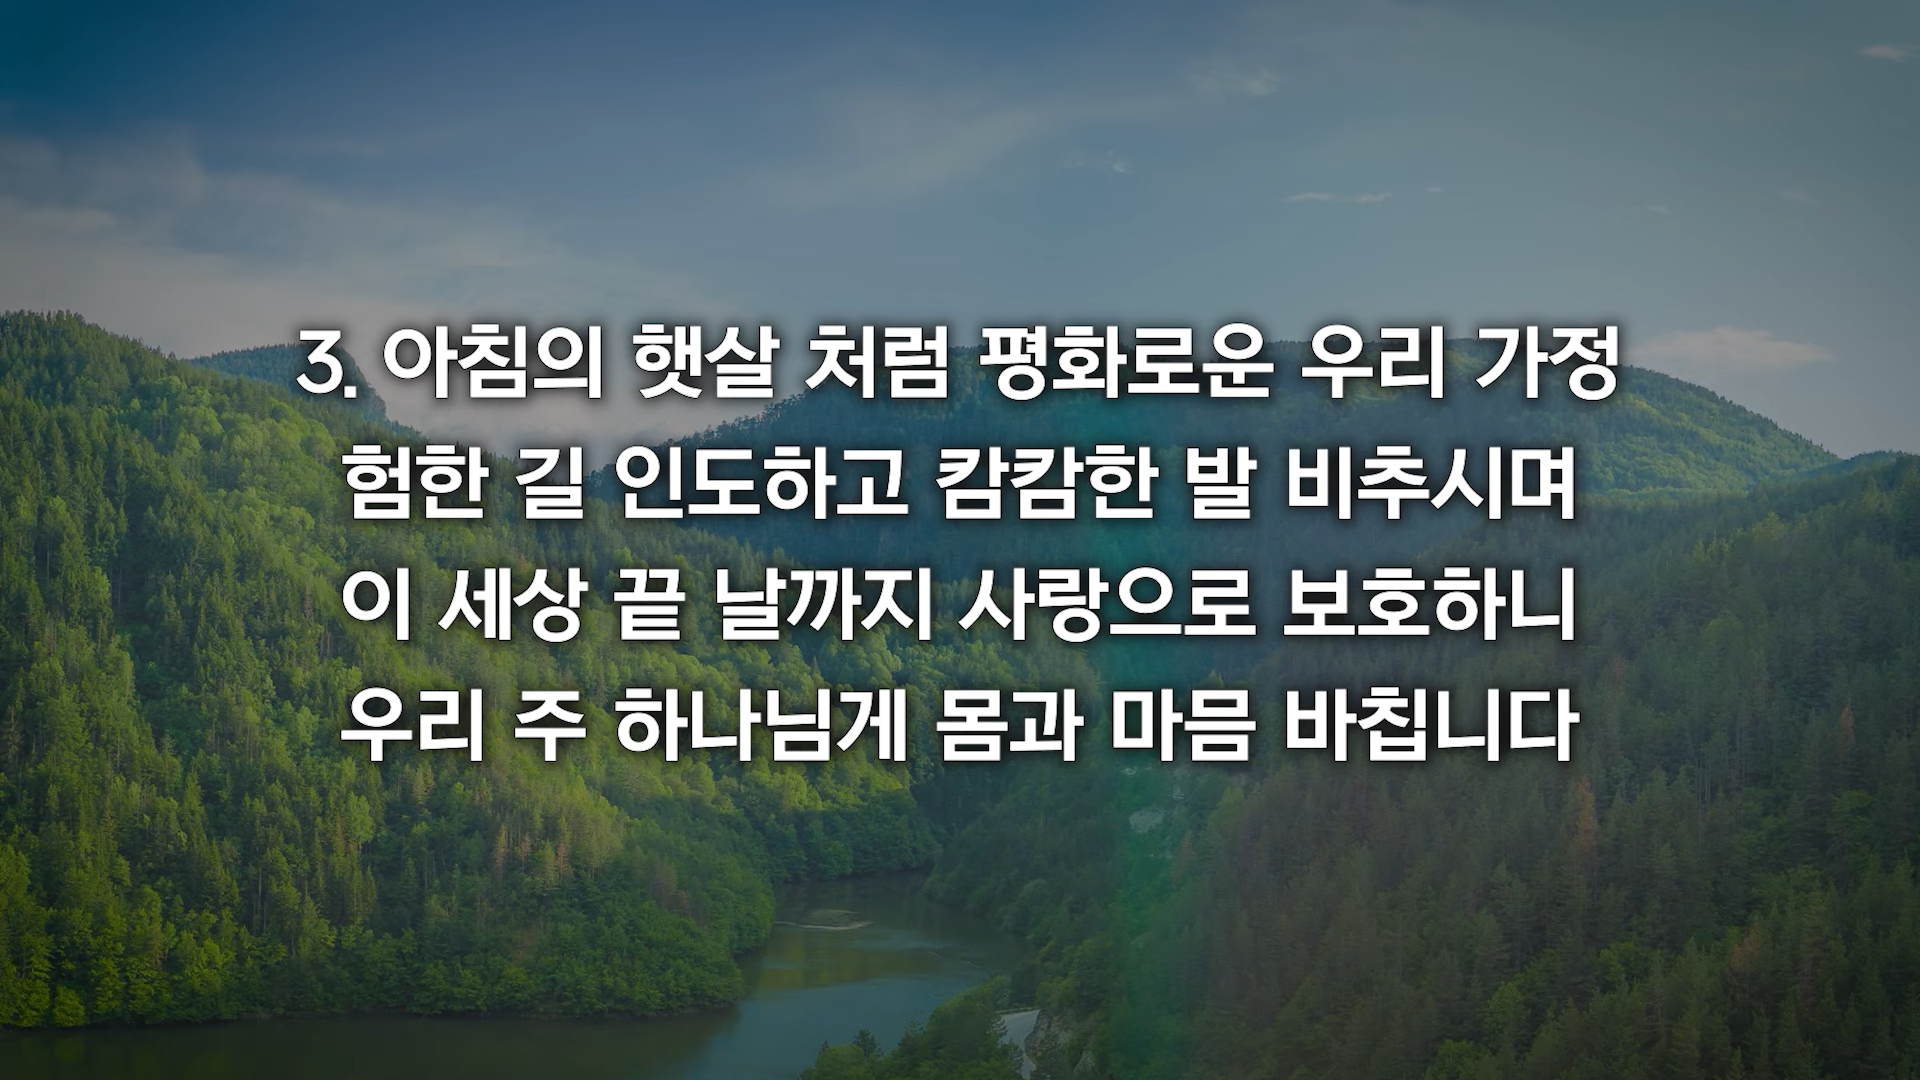 3. 아침의 햇살 처럼 평화로운 우리 가정
험한 길 인도하고 캄캄한 발 비추시며
이 세상 끝 날까지 사랑으로 보호하니
우리 주 하나님게 몸과 마믐 바칩니다